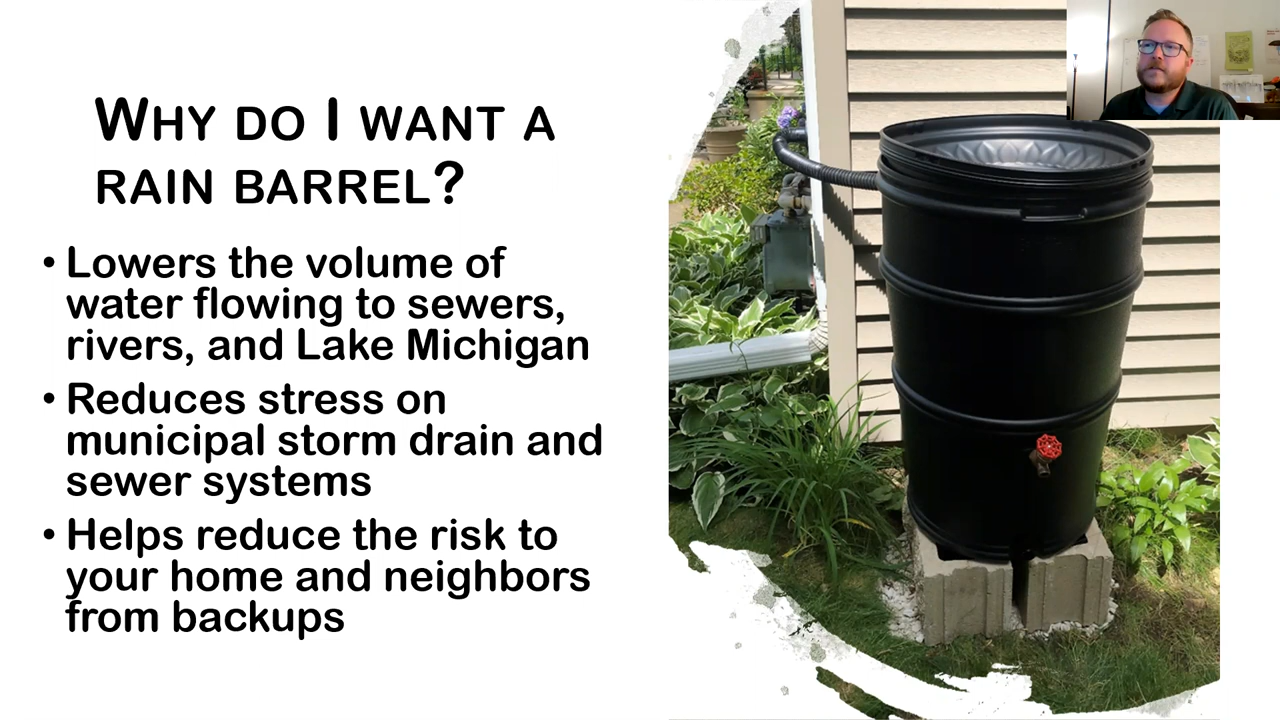 WHY DO I WANT A
RAIN BARREL?
• Lowers the volume of
water flowing to sewers,
rivers, and Lake Michigan
• Reduces stress on
municipal storm drain and
sewer systems
• Helps reduce the risk to
your home and neighbors
from backups